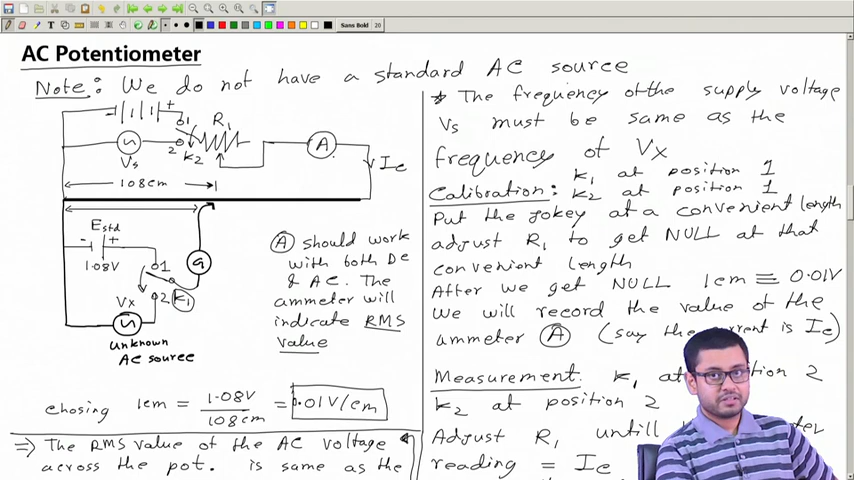 Sans Bold
20
AC Potentiometer
Note: We do not have a standard AC source
- +
1
R1
2
Vs
K2
A
Ic
108cm
Estd
- +
1.08V
1
2
K1
G
Vx
unknown
AC source
A should work
with both DC
& AC. The
ammeter will
indicate RMS
value
chosing 1cm = 1.08V / 108cm = 0.01V/cm
⇒ The RMS value of the AC voltage
across the pot. is same as the
* The frequency of the supply voltage
Vs must be same as the
frequency of Vx
K1 at position 1
Calibration: K2 at position 1
Put the jokey at a convenient length
adjust R1 to get NULL at that
convenient length
After we get NULL 1cm ≡ 0.01V
We will record the value of the
ammeter A (say the current is Ic)
Measurement. K1 at position 2
K2 at position 2
Adjust R1 untill
reading = Ic